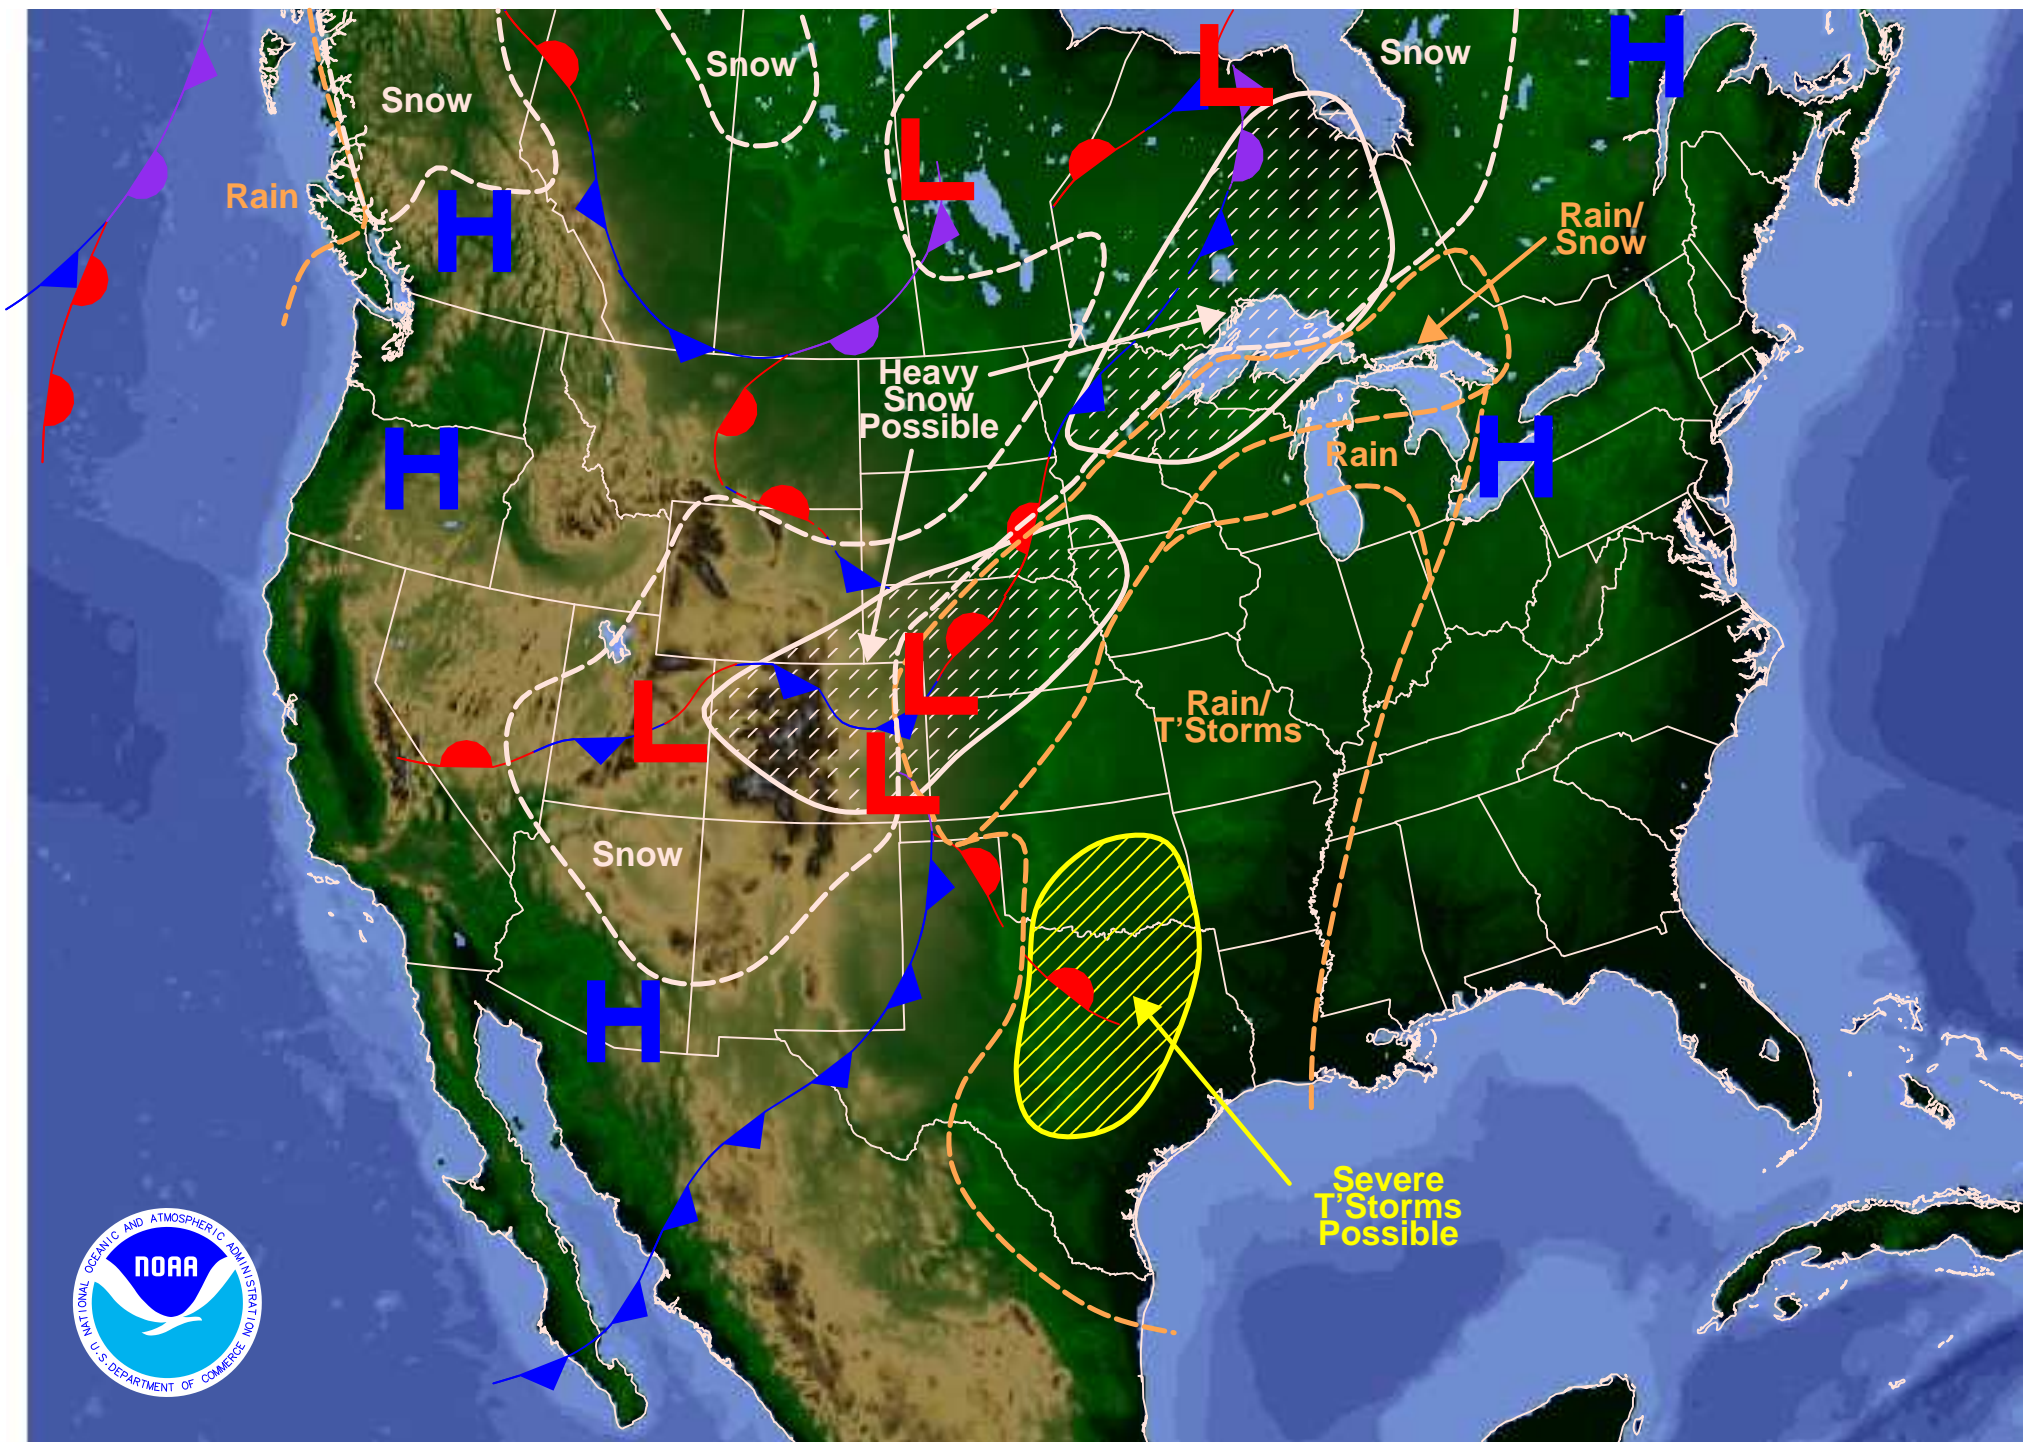 H
L
Snow
Snow
Snow
L
Rain
H
Rain/
Snow
Heavy
Snow
Possible
H
Rain
H
L
L
Rain/
T'Storms
L
Snow
H
Severe
T'Storms
Possible
NATIONAL OCEANIC AND ATMOSPHERIC ADMINISTRATION
NOAA
U.S. DEPARTMENT OF COMMERCE